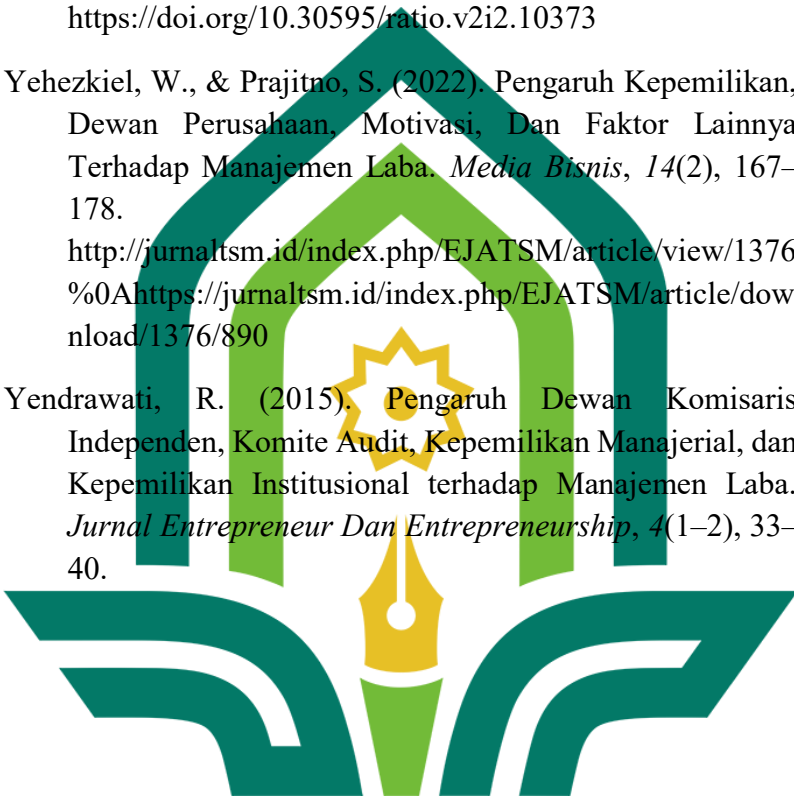 https://doi.org/10.30595/ratio.v2i2.10373
Yehezkiel, W., & Prajitno, S. (2022). Pengaruh Kepemilikan,
Dewan Perusahaan, Motivasi, Dan Faktor Lainnya
Terhadap Manajemen Laba. Media Bisnis, 14(2), 167–
178.
http://jurnaltsm.id/index.php/EJATSM/article/view/1376
%0Ahttps://jurnaltsm.id/index.php/EJATSM/article/dow
nload/1376/890
Yendrawati, R. (2015). Pengaruh Dewan Komisaris
Independen, Komite Audit, Kepemilikan Manajerial, dan
Kepemilikan Institusional terhadap Manajemen Laba.
Jurnal Entrepreneur Dan Entrepreneurship, 4(1–2), 33–
40.